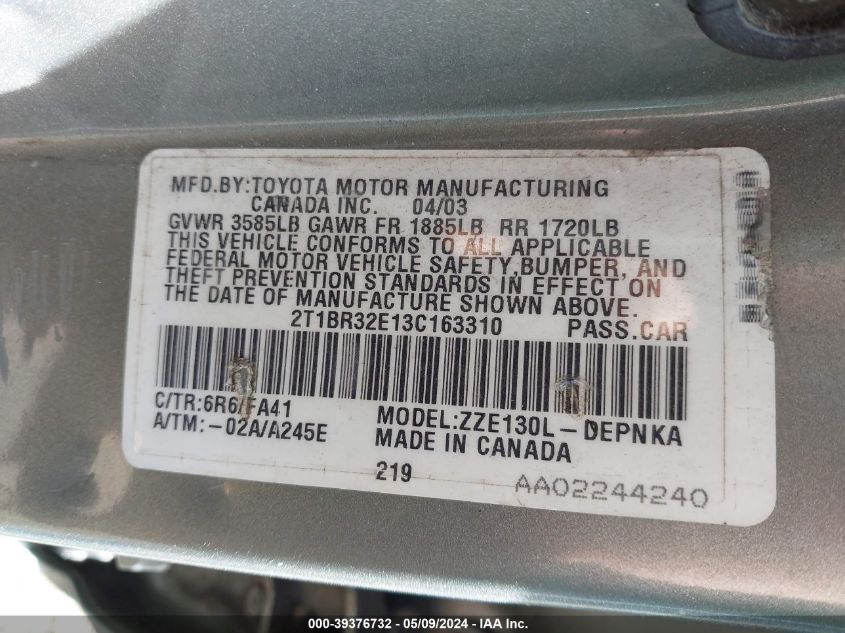 MFD.BY:TOYOTA MOTOR MANUFACTURING
CANADA INC. 04/03
GVWR 3585LB GAWR FR 1885LB RR 1720LB
THIS VEHICLE CONFORMS TO ALL APPLICABLE
FEDERAL MOTOR VEHICLE SAFETY,BUMPER, AND
THEFT PREVENTION STANDARDS IN EFFECT ON
THE DATE OF MANUFACTURE SHOWN ABOVE.
2T1BR32E13C163310 PASS.CAR
C/TR:6R6/FA41 MODEL:ZZE130L-DEPNKA
A/TM:-02A/A245E MADE IN CANADA
219 AA02244240
000-39376732 - 05/09/2024 - IAA Inc.